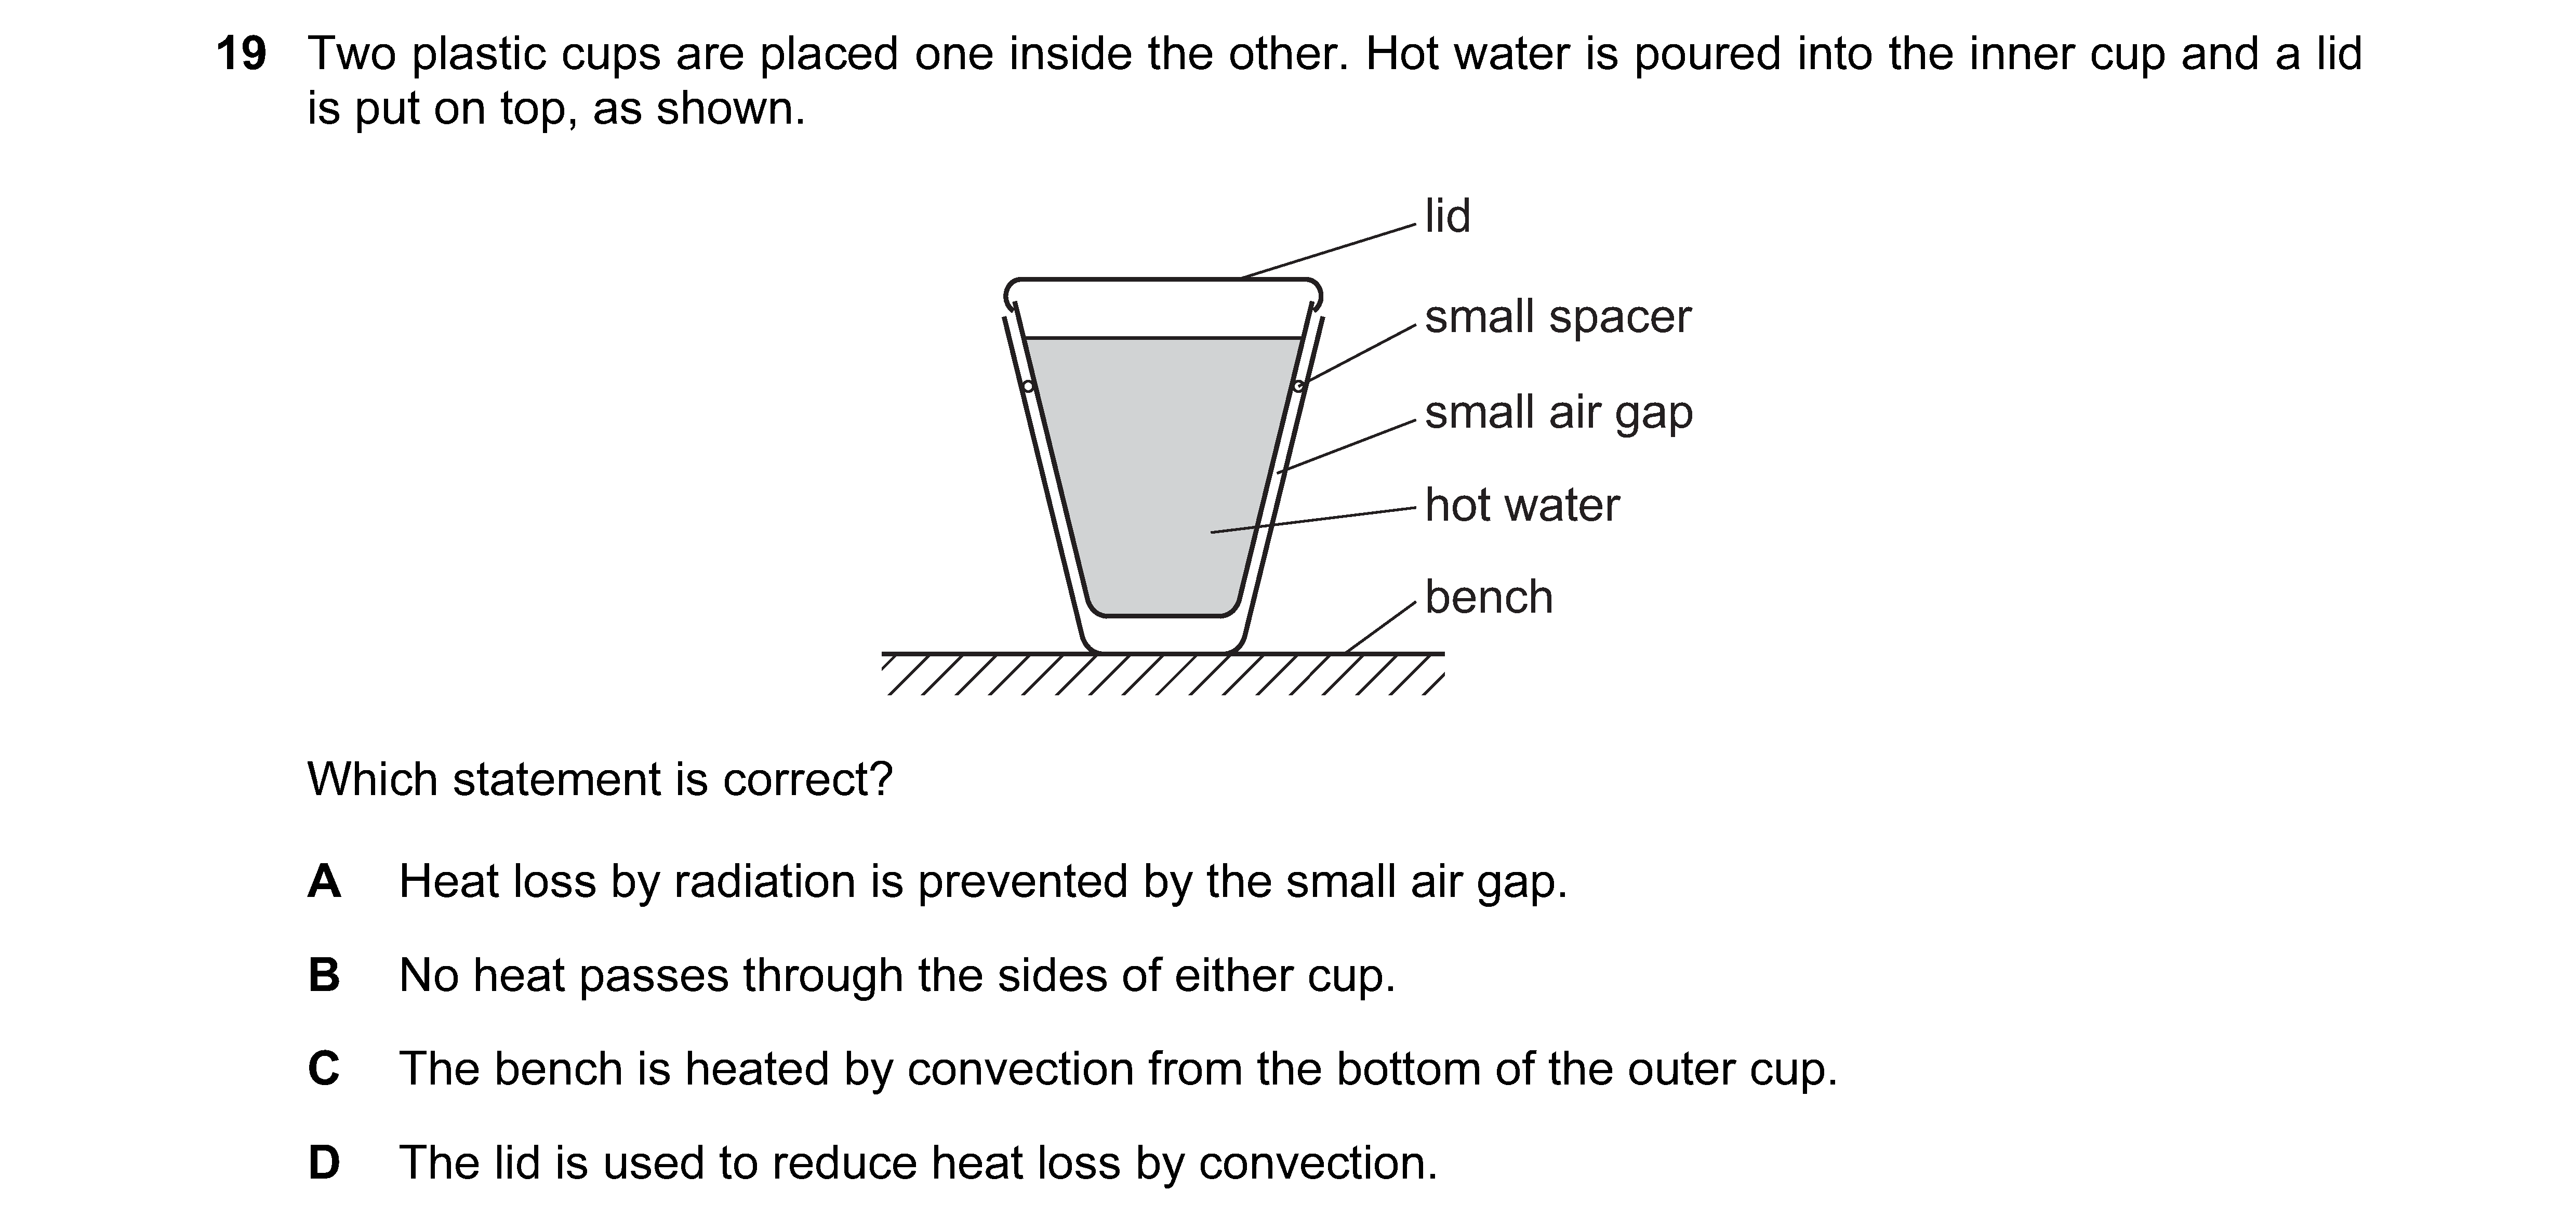 19 Two plastic cups are placed one inside the other. Hot water is poured into the inner cup and a lid
is put on top, as shown.
lid
small spacer
small air gap
hot water
bench
Which statement is correct?
A Heat loss by radiation is prevented by the small air gap.
B No heat passes through the sides of either cup.
C The bench is heated by convection from the bottom of the outer cup.
D The lid is used to reduce heat loss by convection.